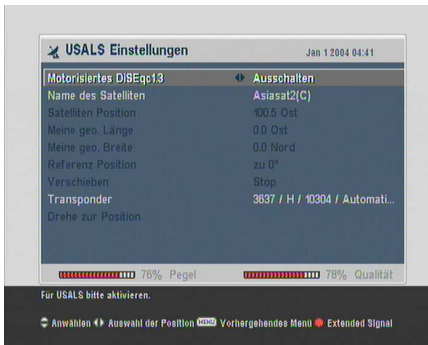 USALS Einstellungen
Jan 1 2004 04:41
Motorisiertes DiSEqc1.3 Ausschalten
Name des Satelliten Asiasat2(C)
Satelliten Position 100.5 Ost
Meine geo. Länge 0.0 Ost
Meine geo. Breite 0.0 Nord
Referenz Position zu 0°
Verschieben Stop
Transponder 3637 / H / 10304 / Automati...
Drehe zur Position
76% Pegel 78% Qualität
Für USALS bitte aktivieren.
Anwählen Auswahl der Position MENU Vorhergehendes Menü Extended Signal